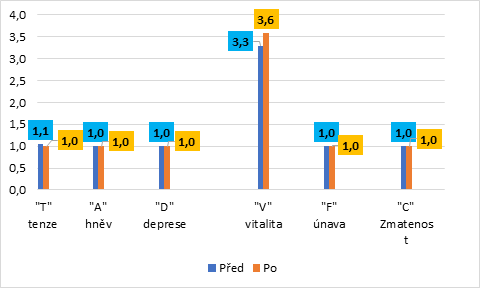 4,0
3,5
3,0
2,5
2,0
1,5
1,0
0,5
0,0
3,6
3,3
1,1 1,0 1,0 1,0 1,0 1,0 1,0 1,0 1,0 1,0
"T" "A" "D" "V" "F" "C"
tenze hněv deprese vitalita únava Zmatenos
t
Před Po